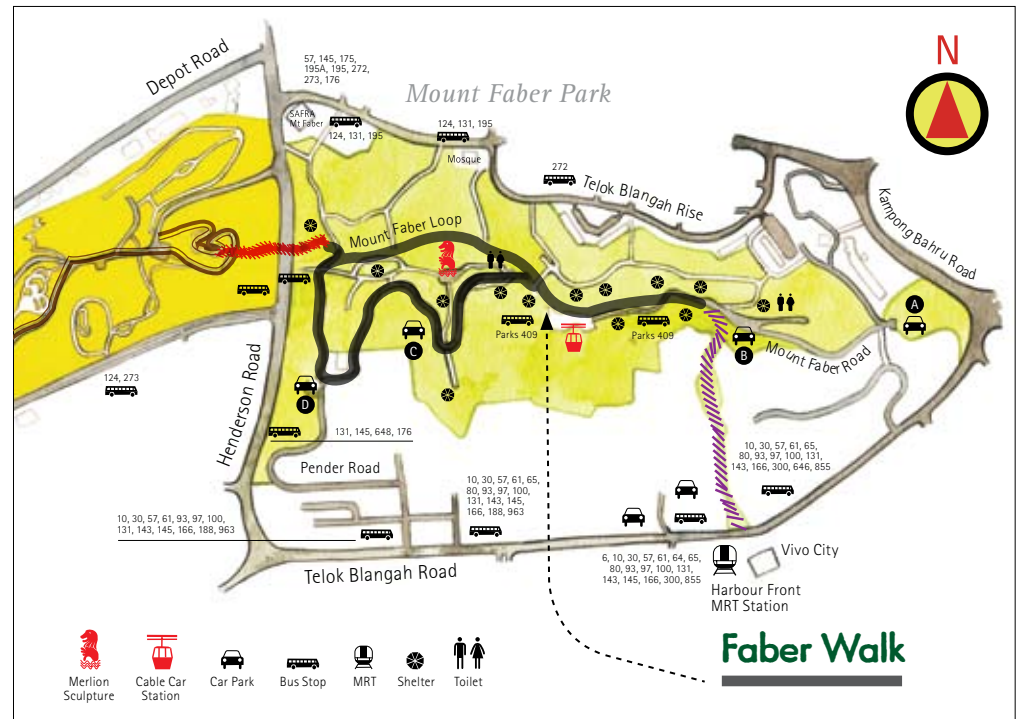 N
Depot Road
57, 145, 175,
195A, 195, 272,
273, 176
Mount Faber Park
SAFRA
Mt Faber
124, 131, 195
124, 131, 195
Mosque
272
Telok Blangah Rise
Kampong Bahru Road
Mount Faber Loop
A
Parks 409
Parks 409
B
C
D
Mount Faber Road
124, 273
Henderson Road
131, 145, 648, 176
Pender Road
10, 30, 57, 61, 65,
80, 93, 97, 100,
131, 143, 145,
166, 188, 963
10, 30, 57, 61, 65,
80, 93, 97, 100, 131,
143, 166, 300, 646, 855
10, 30, 57, 61, 93, 97, 100,
131, 143, 145, 166, 188, 963
Telok Blangah Road
6, 10, 30, 57, 61, 64, 65,
80, 93, 97, 100, 131,
143, 145, 166, 300, 855
Vivo City
Harbour Front
MRT Station
Faber Walk
Merlion
Sculpture
Cable Car
Station
Car Park
Bus Stop
MRT
Shelter
Toilet